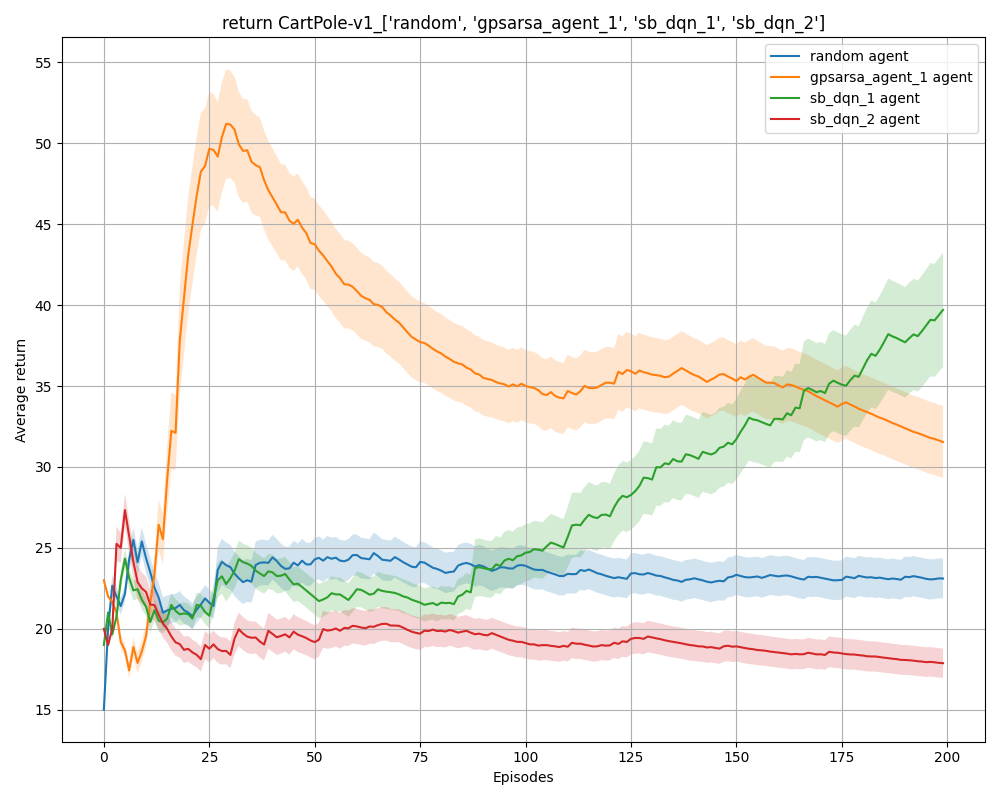 return CartPole-v1_['random', 'gpsarsa_agent_1', 'sb_dqn_1', 'sb_dqn_2']
random agent
gpsarsa_agent_1 agent
sb_dqn_1 agent
sb_dqn_2 agent
Average return
55
50
45
40
35
30
25
20
15
0 25 50 75 100 125 150 175 200
Episodes